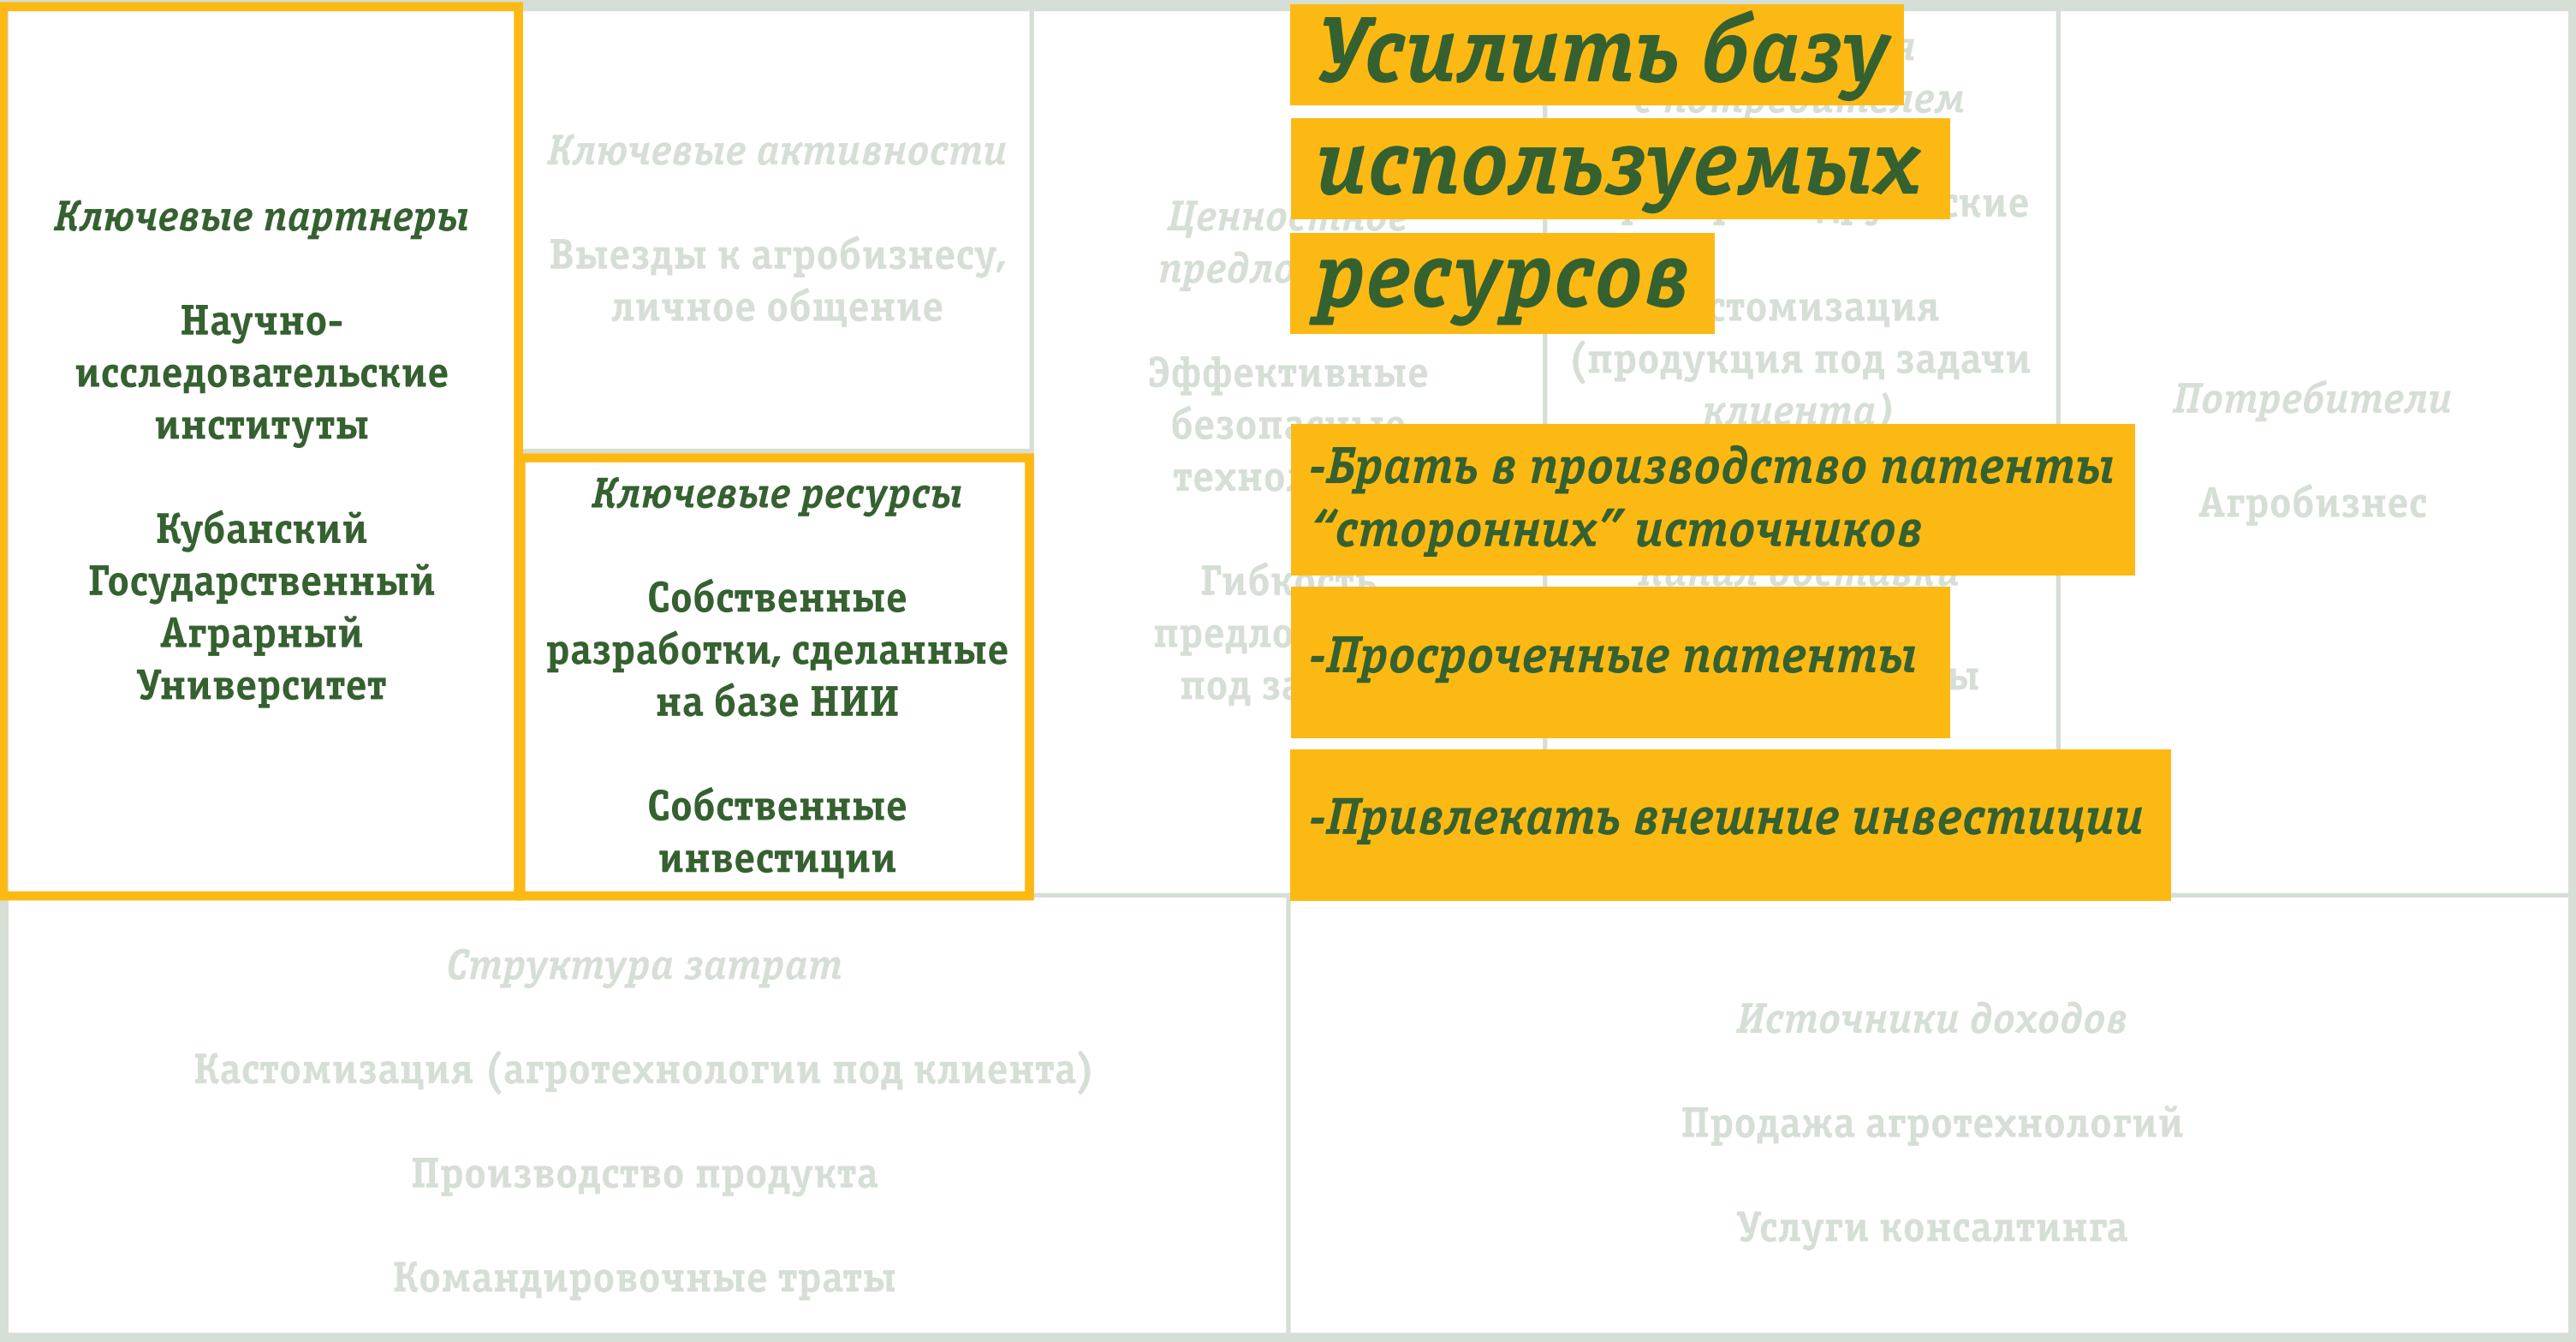 Ключевые партнеры
Научно-
исследовательские
институты
Кубанский
Государственный
Аграрный
Университет
Ключевые активности
Выезды к агробизнесу,
личное общение
Ключевые ресурсы
Собственные
разработки, сделанные
на базе НИИ
Собственные
инвестиции
Эффективные
под
Усилить базу
используемых
ресурсов
(продукция под задачи
клиента)
-Брать в производство патенты
“сторонних” источников
-Просроченные патенты
-Привлекать внешние инвестиции
Потребители
Агробизнес
Структура затрат
Кастомизация (агротехнологии под клиента)
Производство продукта
Командировочные траты
Источники доходов
Продажа агротехнологий
Услуги консалтинга